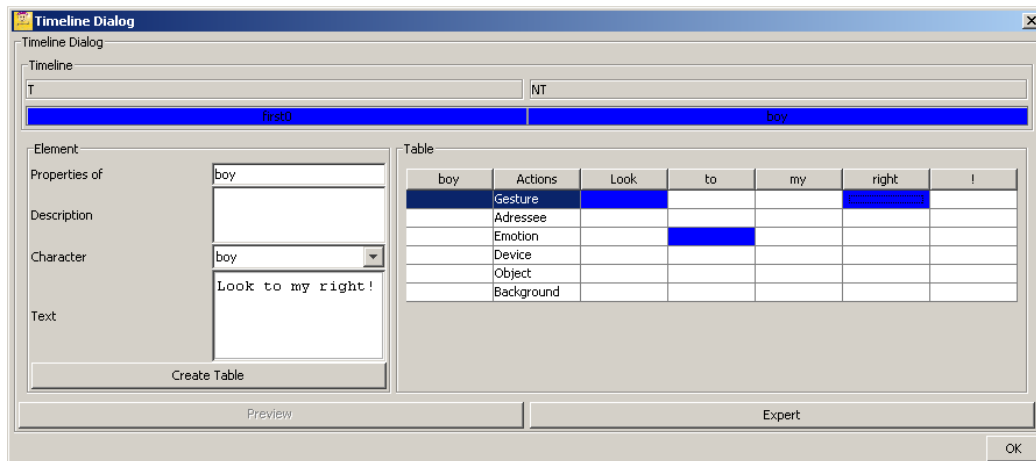 Timeline Dialog
Timeline Dialog
Timeline
T NT
first0 boy
Element
Properties of boy
Description
Character boy
Text Look to my right!
Create Table
Table
boy Actions Look to my right !
Gesture
Adressee
Emotion
Device
Object
Background
Preview Expert
OK